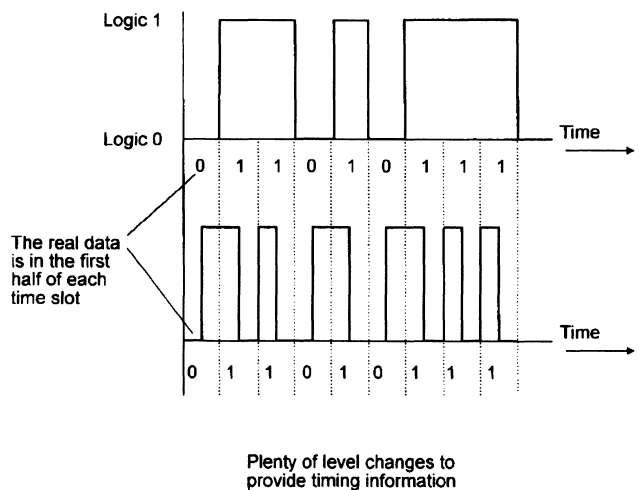 Logic 1
Logic 0
Time
0 1 1 0 1 0 1 1 1
The real data
is in the first
half of each
time slot
Time
0 1 1 0 1 0 1 1 1
Plenty of level changes to
provide timing information